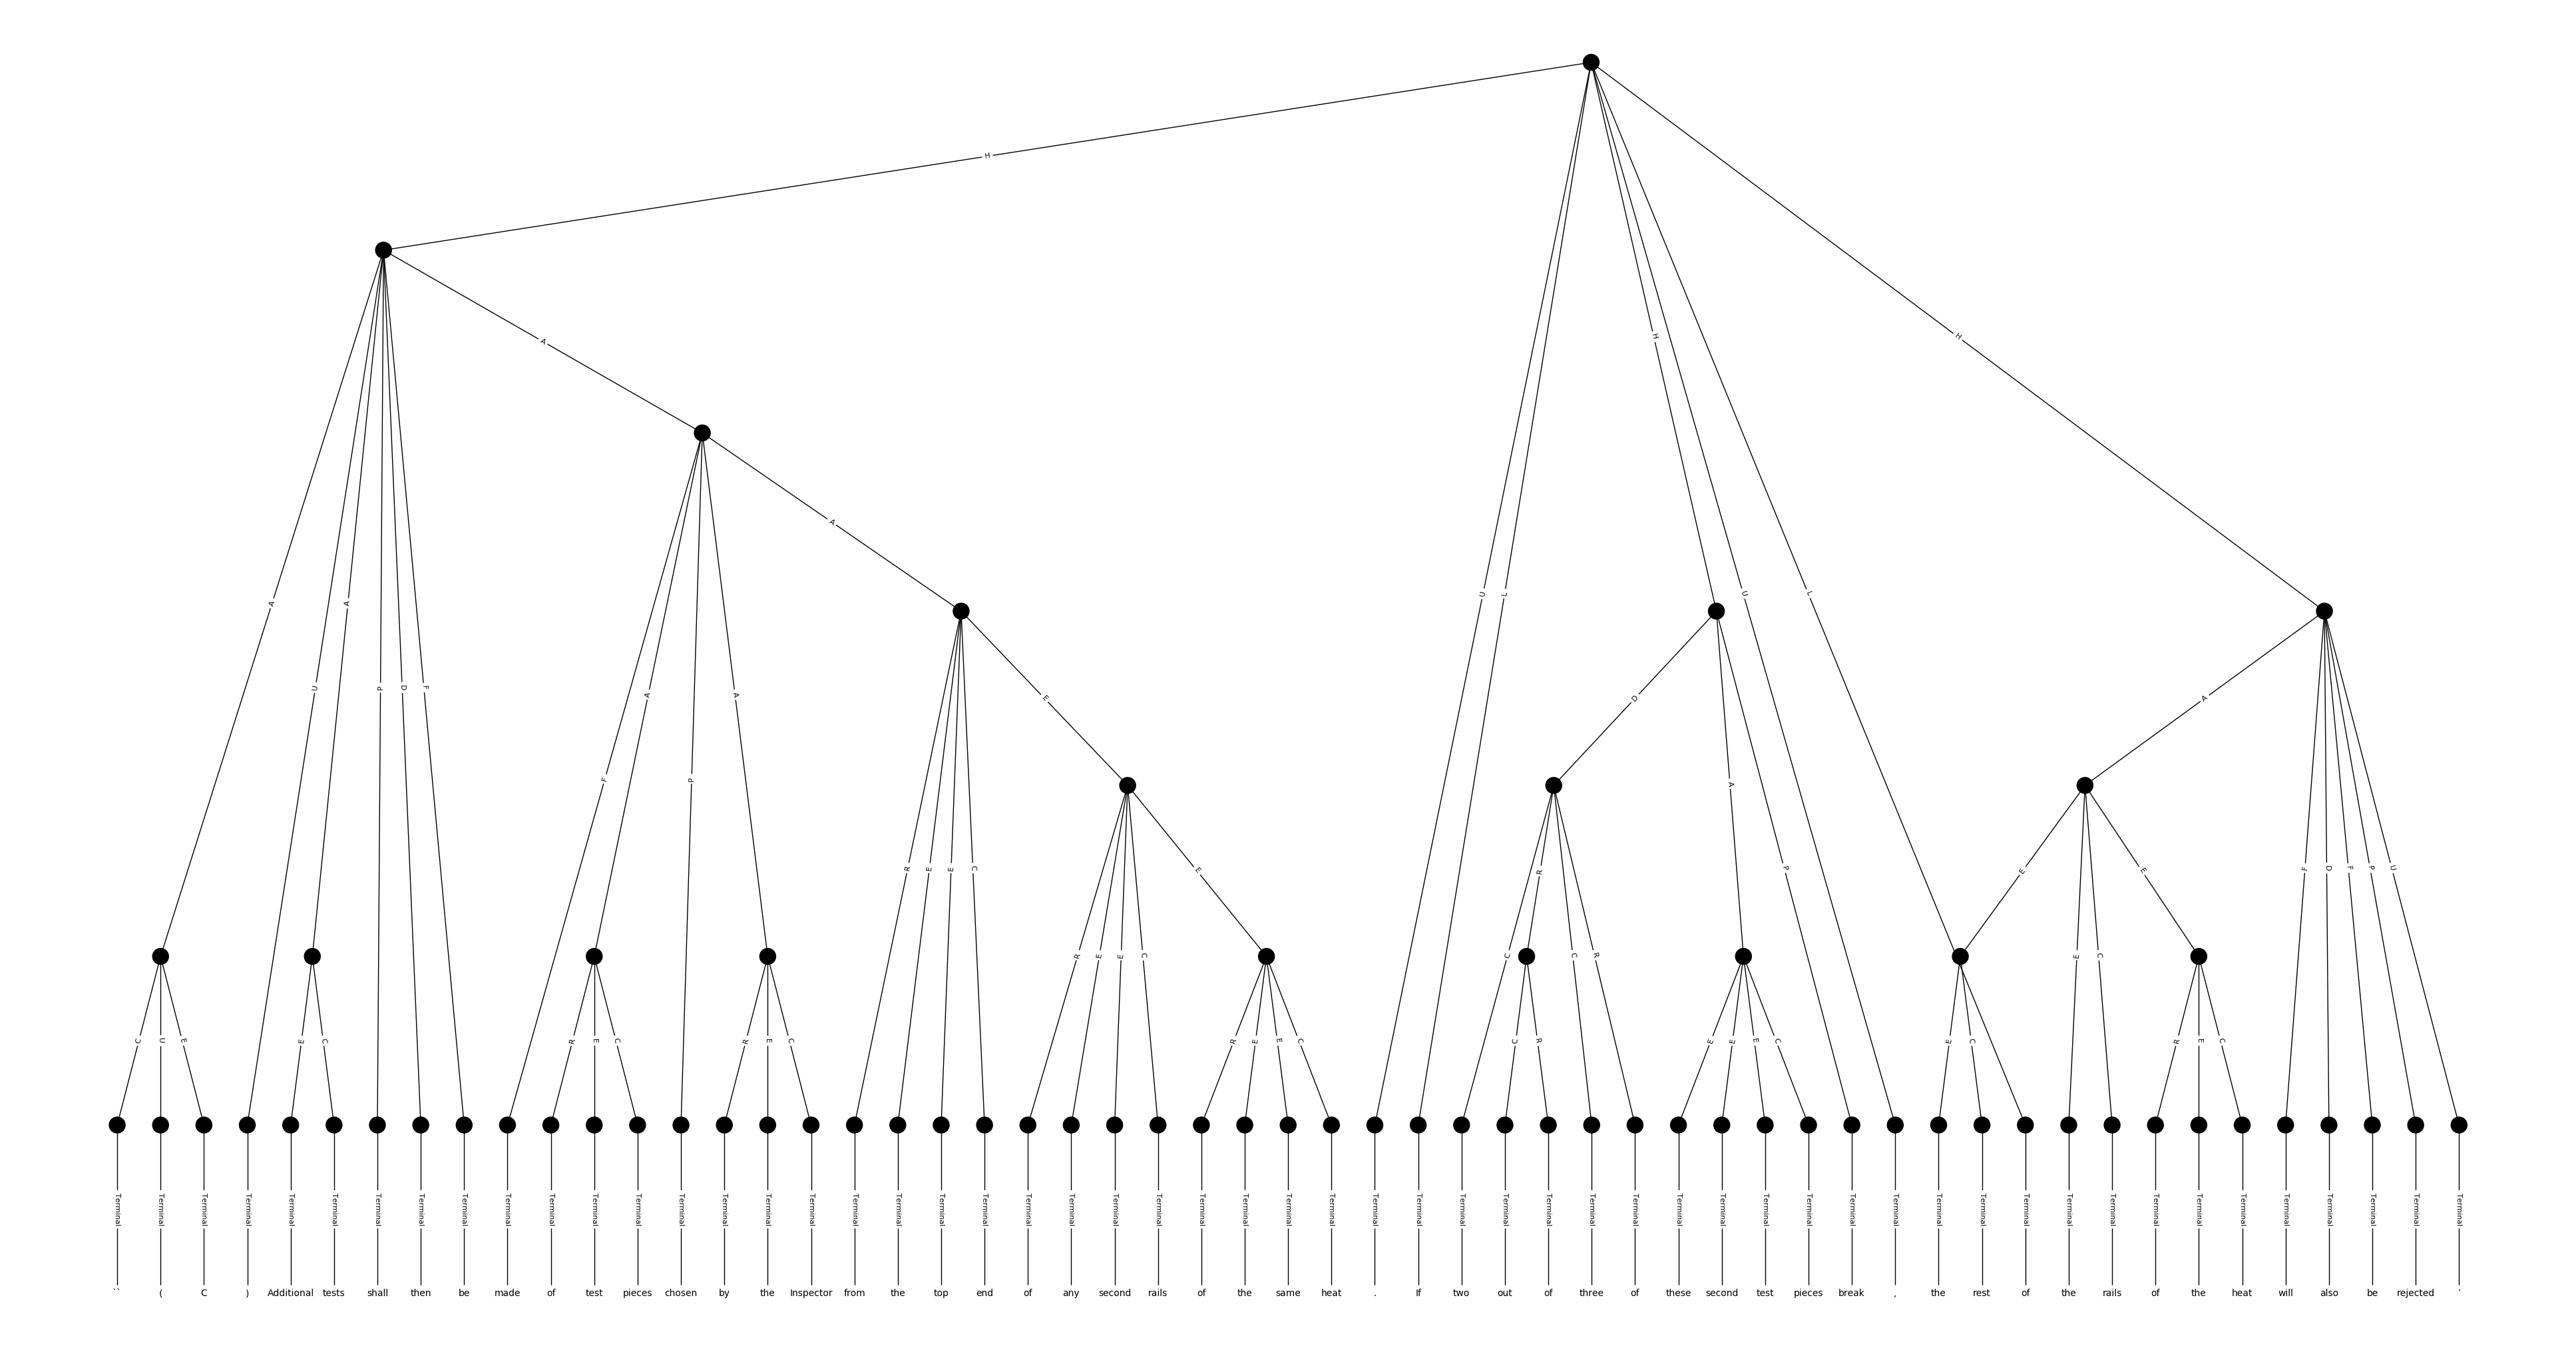 H
A
H
H
A
A
U
L
U
L
A
U
A
P
D
F
F
A
P
A
E
D
A
A
R
E
E
C
R
E
E
C
E
C
R
C
R
P
E
E
C
E
F
D
F
P
U
C
U
E
E
C
R
E
C
R
E
C
R
E
E
C
C
R
E
E
E
C
E
C
R
E
C
Terminal Terminal Terminal Terminal Terminal Terminal Terminal Terminal Terminal Terminal Terminal Terminal Terminal Terminal Terminal Terminal Terminal Terminal Terminal Terminal Terminal Terminal Terminal Terminal Terminal Terminal Terminal Terminal Terminal Terminal Terminal Terminal Terminal Terminal Terminal Terminal Terminal Terminal Terminal Terminal Terminal Terminal Terminal Terminal Terminal Terminal Terminal Terminal Terminal Terminal Terminal Terminal Terminal Terminal Terminal
`` ( C ) Additional tests shall then be made of test pieces chosen by the Inspector from the top end of any second rails of the same heat . If two out of three of these second test pieces break , the rest of the rails of the heat will also be rejected '